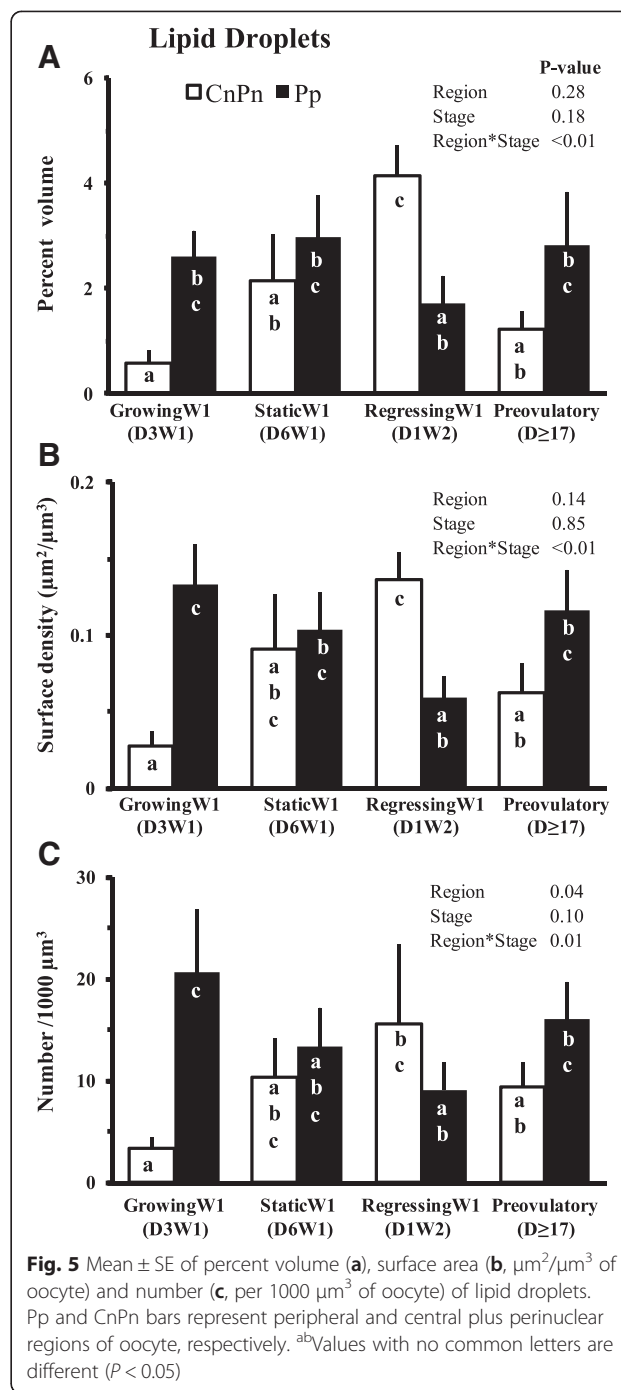 Lipid Droplets
A
CnPn Pp
P-value
Region 0.28
Stage 0.18
Region*Stage <0.01
Percent volume
6
4
2
0
a
b
c
a
b
b
c
c
a
b
a
b
b
c
GrowingW1 StaticW1 RegressingW1 Preovulatory
(D3W1) (D6W1) (D1W2) (D≥17)
B
Region 0.14
Stage 0.85
Region*Stage <0.01
Surface density (µm²/µm³)
0.2
0.1
0
a
c
a
b
c
b
c
c
a
b
a
b
b
c
GrowingW1 StaticW1 RegressingW1 Preovulatory
(D3W1) (D6W1) (D1W2) (D≥17)
C
Region 0.04
Stage 0.10
Region*Stage 0.01
Number /1000 µm³
30
20
10
0
a
c
a
b
c
a
b
c
b
c
a
b
a
b
b
c
GrowingW1 StaticW1 RegressingW1 Preovulatory
(D3W1) (D6W1) (D1W2) (D≥17)
Fig. 5 Mean ± SE of percent volume (a), surface area (b, µm²/µm³ of
oocyte) and number (c, per 1000 µm³ of oocyte) of lipid droplets.
Pp and CnPn bars represent peripheral and central plus perinuclear
regions of oocyte, respectively. ᵃᵇValues with no common letters are
different (P < 0.05)